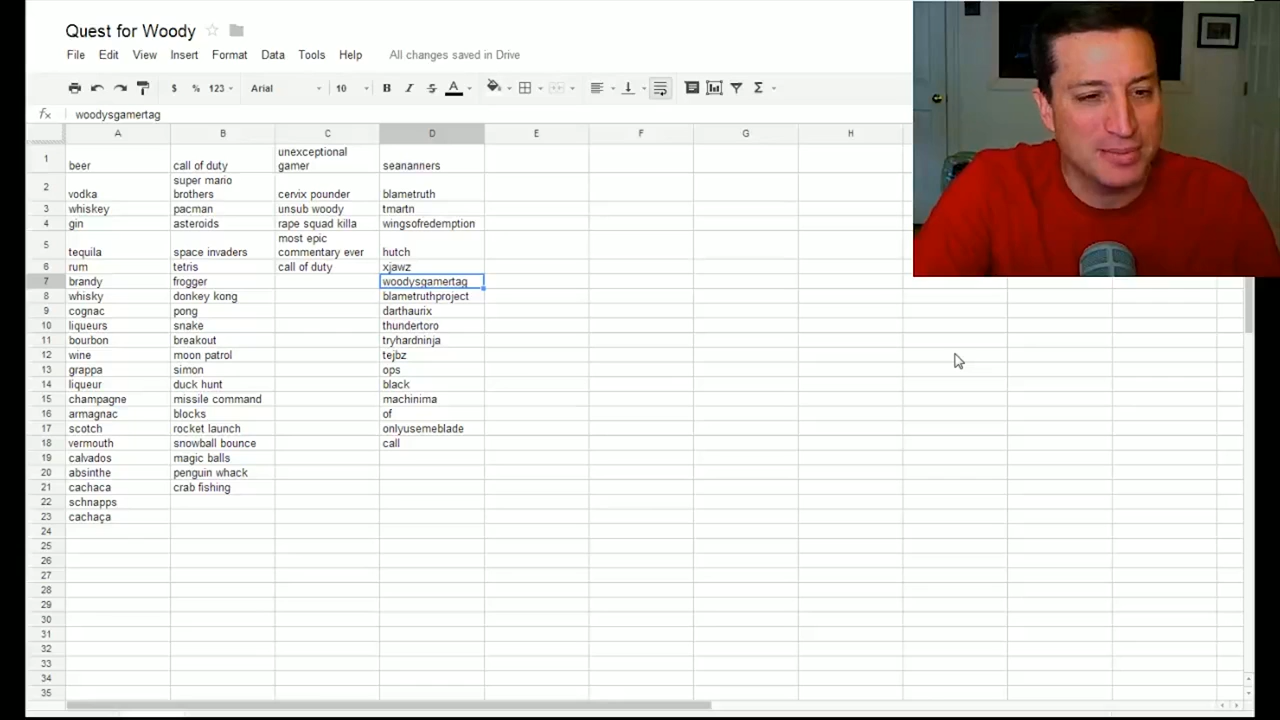 Quest for Woody
File Edit View Insert Format Data Tools Help All changes saved in Drive
$ % 123 Arial 10 B I S A Σ
fx woodysgamertag
A B C D E F G H
1 beer call of duty unexceptional gamer seananners
2 vodka super mario brothers cervix pounder blametruth
3 whiskey pacman unsub woody tmartn
4 gin asteroids rape squad killa wingsofredemption
5 tequila space invaders most epic commentary ever hutch
6 rum tetris call of duty xjawz
7 brandy frogger woodysgamertag
8 whisky donkey kong blametruthproject
9 cognac pong darthaurix
10 liqueurs snake thundertoro
11 bourbon breakout tryhardninja
12 wine moon patrol tejbz
13 grappa simon ops
14 liqueur duck hunt black
15 champagne missile command machinima
16 armagnac blocks of
17 scotch rocket launch onlyusemeblade
18 vermouth snowball bounce call
19 calvados magic balls
20 absinthe penguin whack
21 cachaca crab fishing
22 schnapps
23 cachaça
24
25
26
27
28
29
30
31
32
33
34
35